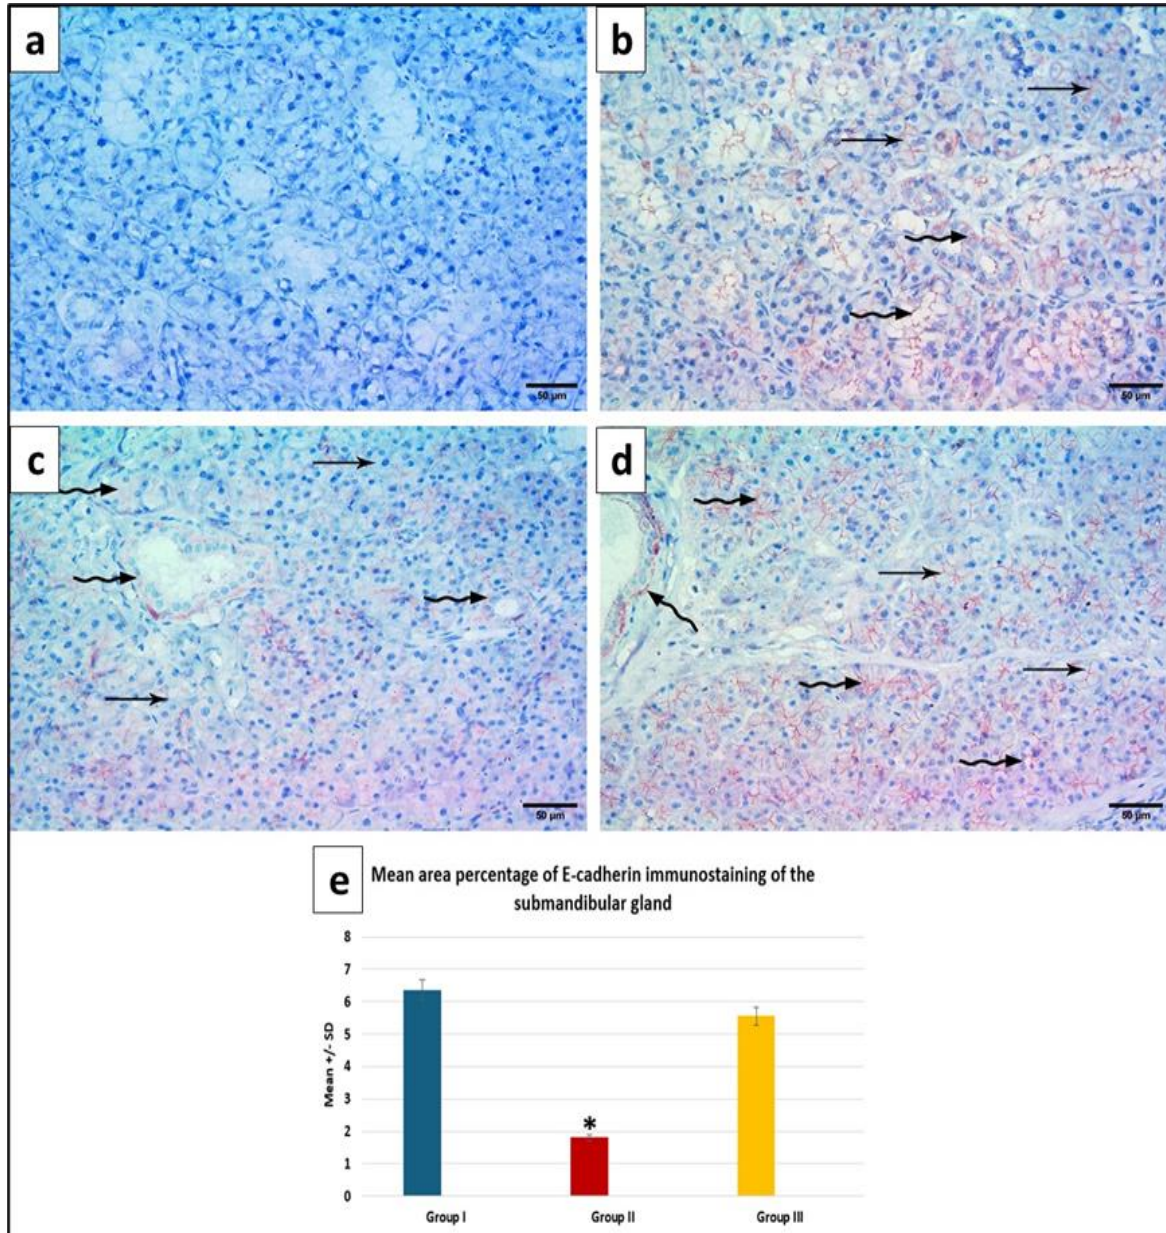 a
b
50 µm
50 µm
c
d
50 µm
50 µm
e
Mean area percentage of E-cadherin immunostaining of the
submandibular gland
8
7
6
5
4
3
2
1
0
Mean +/- SD
*
Group I
Group II
Group III